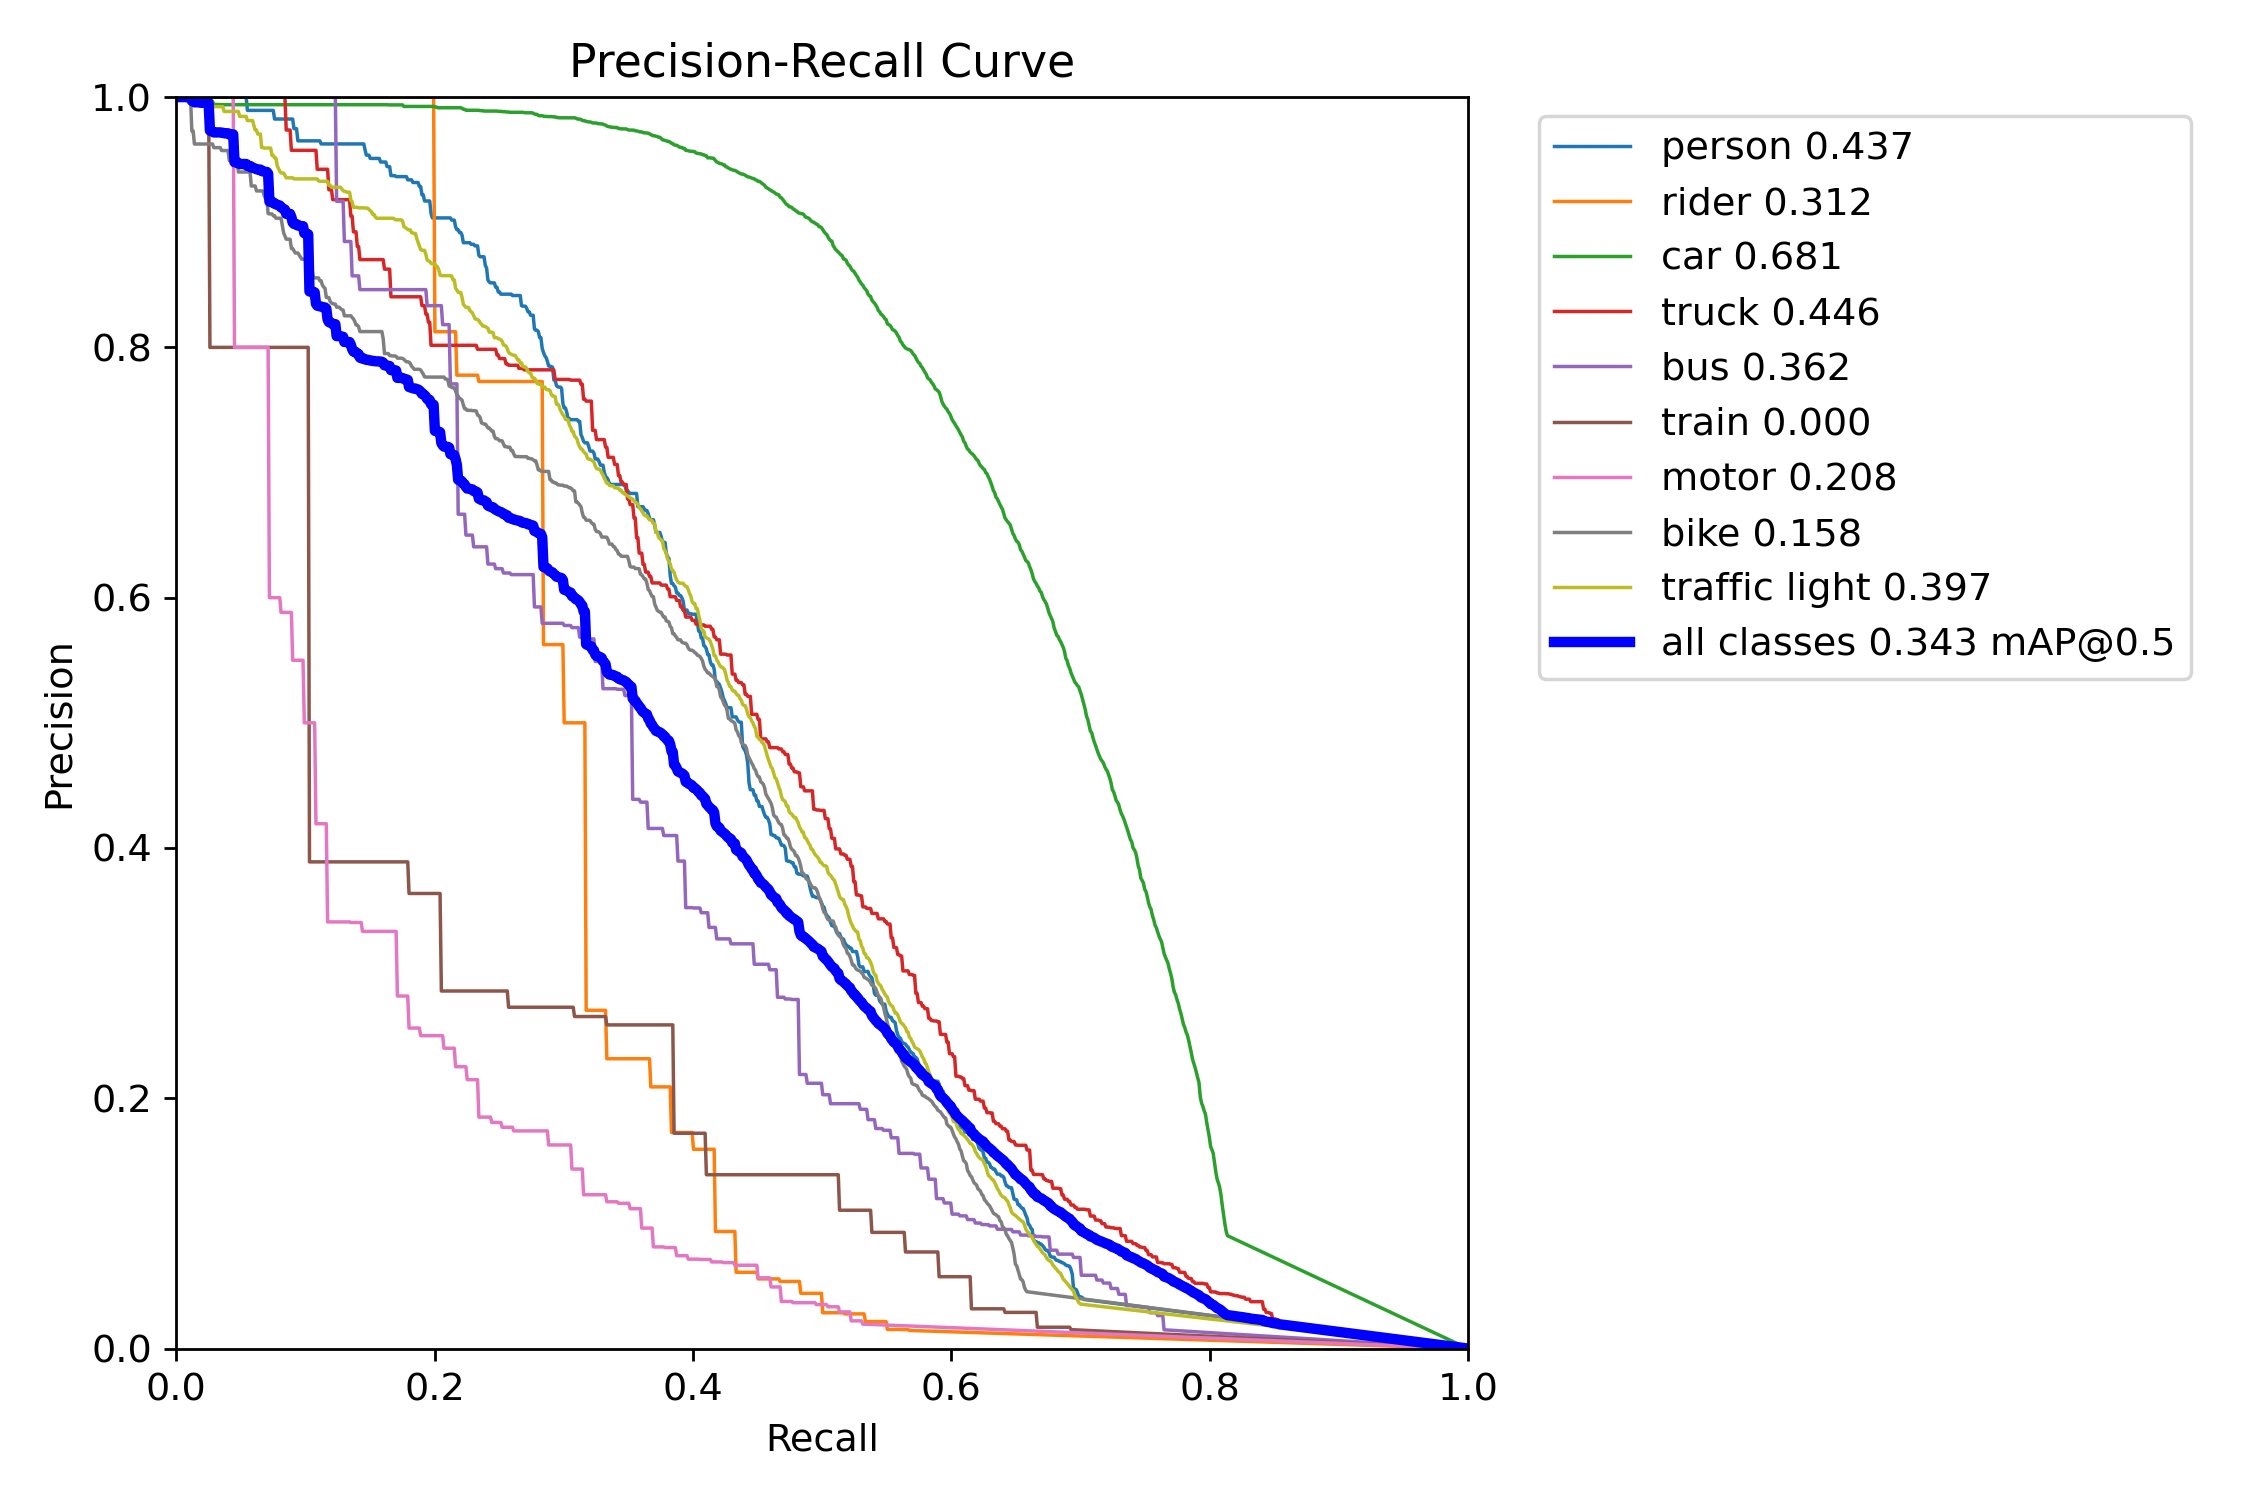 Precision-Recall Curve
1.0
0.8
0.6
0.4
0.2
0.0
Precision
0.0 0.2 0.4 0.6 0.8 1.0
Recall
person 0.437
rider 0.312
car 0.681
truck 0.446
bus 0.362
train 0.000
motor 0.208
bike 0.158
traffic light 0.397
all classes 0.343 mAP@0.5